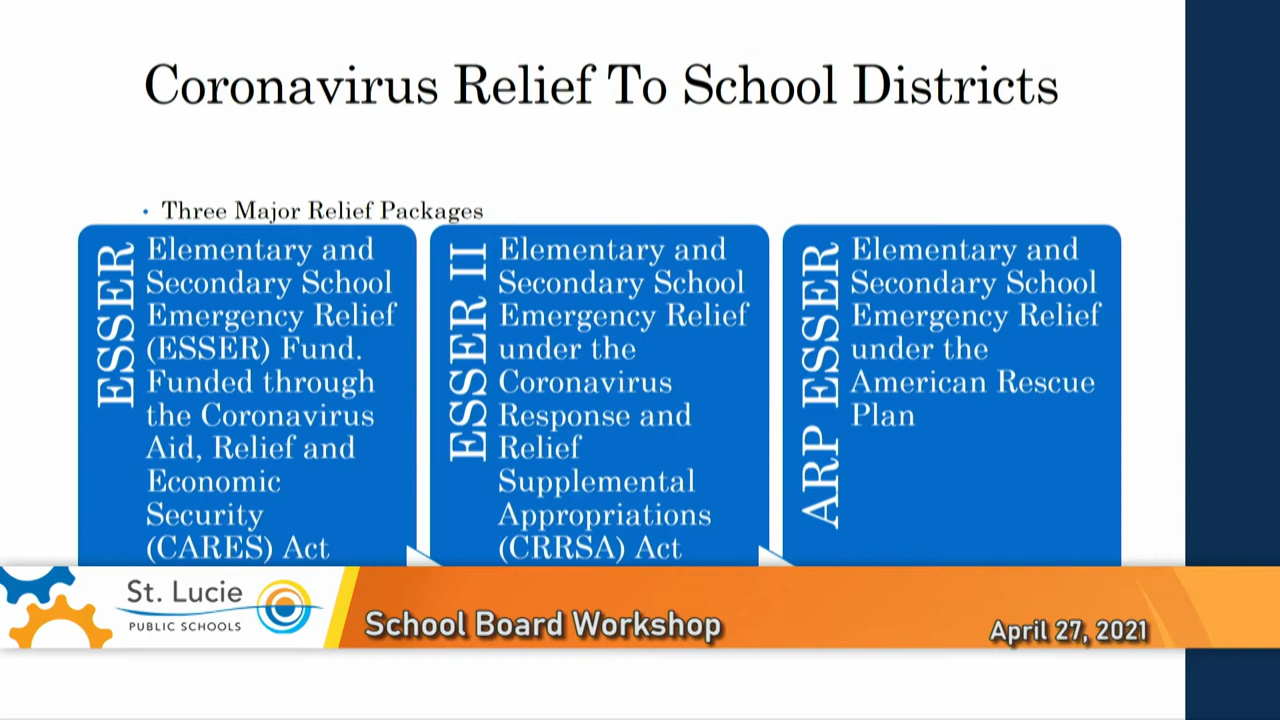 Coronavirus Relief To School Districts
• Three Major Relief Packages
ESSER
Elementary and
Secondary School
Emergency Relief
(ESSER) Fund.
Funded through
the Coronavirus
Aid, Relief and
Economic
Security
(CARES) Act
ESSER II
Elementary and
Secondary School
Emergency Relief
under the
Coronavirus
Response and
Relief
Supplemental
Appropriations
(CRRSA) Act
ARP ESSER
Elementary and
Secondary School
Emergency Relief
under the
American Rescue
Plan
St. Lucie
PUBLIC SCHOOLS
School Board Workshop
April 27, 2021